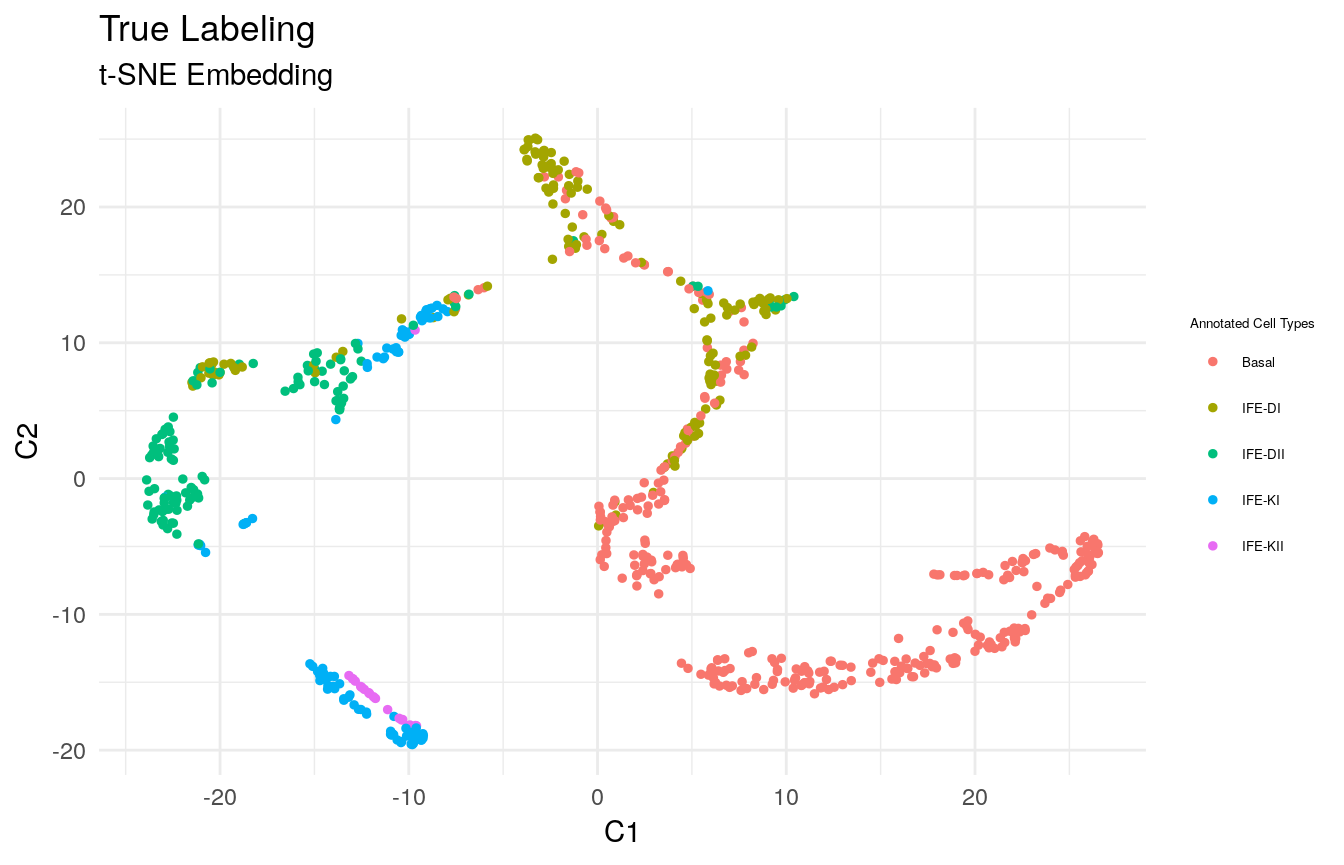 True Labeling
t-SNE Embedding
20
10
0
-10
-20
C2
-20
-10
0
10
20
C1
Annotated Cell Types
Basal
IFE-DI
IFE-DII
IFE-KI
IFE-KII